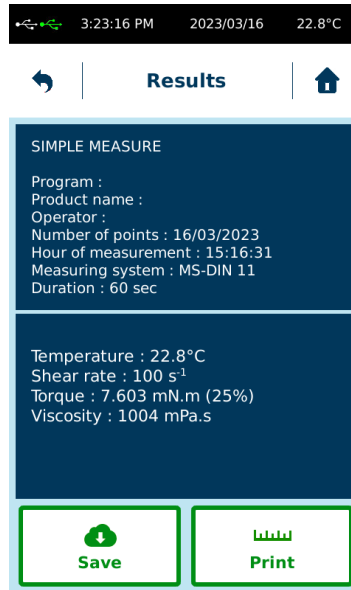 3:23:16 PM 2023/03/16 22.8°C
Results
SIMPLE MEASURE
Program :
Product name :
Operator :
Number of points : 16/03/2023
Hour of measurement : 15:16:31
Measuring system : MS-DIN 11
Duration : 60 sec
Temperature : 22.8°C
Shear rate : 100 s⁻¹
Torque : 7.603 mN.m (25%)
Viscosity : 1004 mPa.s
Save Print